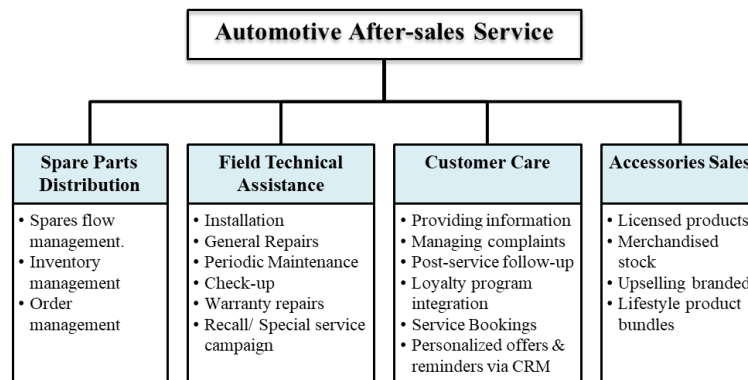 Automotive After-sales Service
Spare Parts
Distribution
• Spares flow
management.
• Inventory
management
• Order
management
Field Technical
Assistance
• Installation
• General Repairs
• Periodic Maintenance
• Check-up
• Warranty repairs
• Recall/ Special service
campaign
Customer Care
• Providing information
• Managing complaints
• Post-service follow-up
• Loyalty program
integration
• Service Bookings
• Personalized offers &
reminders via CRM
Accessories Sales
• Licensed products
• Merchandised
stock
• Upselling branded
• Lifestyle product
bundles